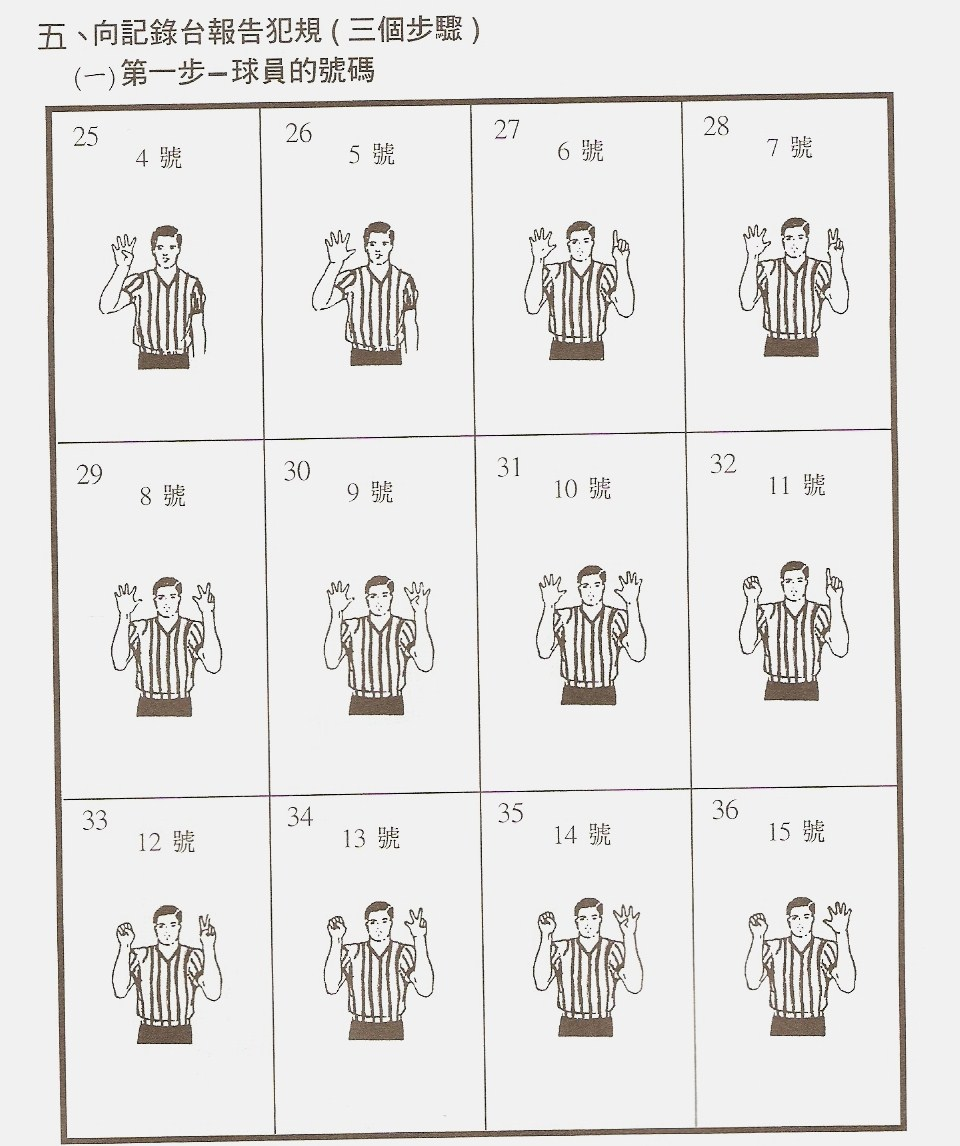 五、向記錄台報告犯規(三個步驟)
(一)第一步–球員的號碼
25
4 號
26
5 號
27
6 號
28
7 號
29
8 號
30
9 號
31
10 號
32
11 號
33
12 號
34
13 號
35
14 號
36
15 號